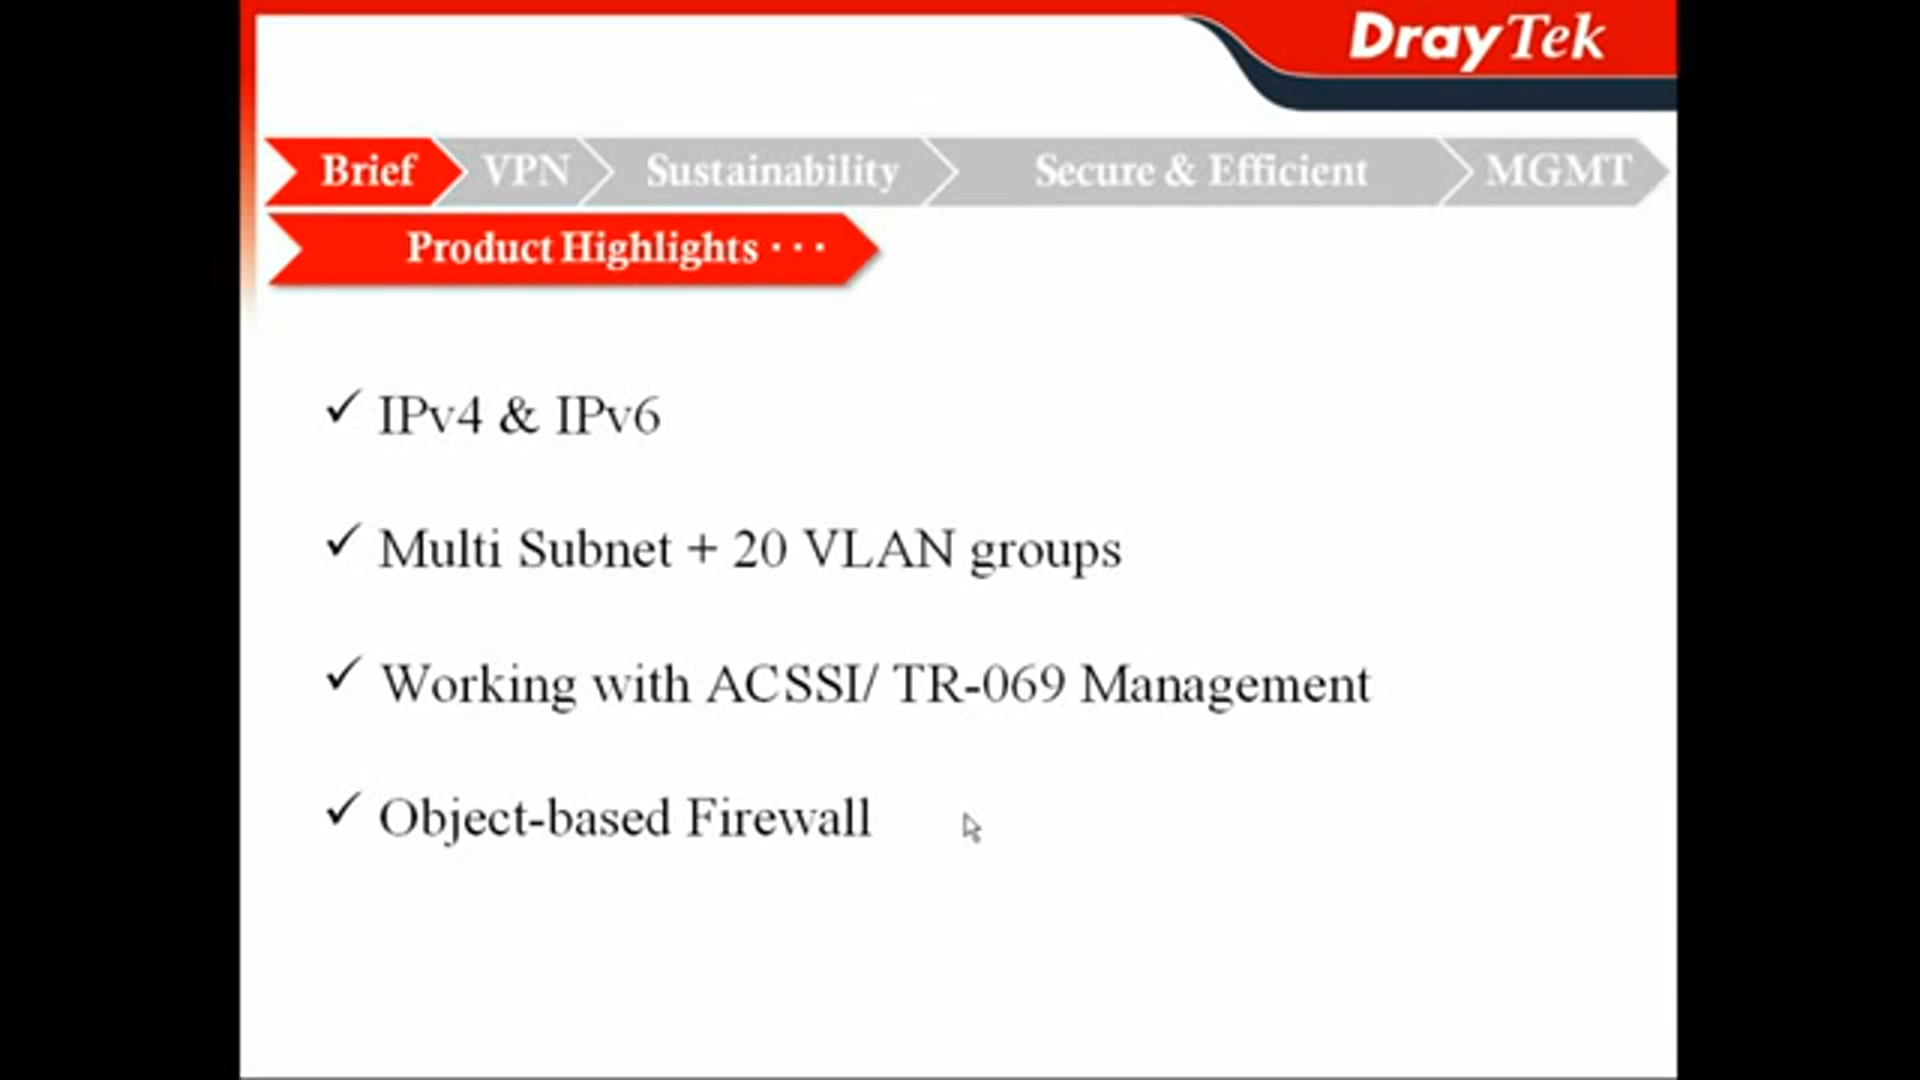 DrayTek
Brief VPN Sustainability Secure & Efficient MGMT
Product Highlights · · ·
✓ IPv4 & IPv6
✓ Multi Subnet + 20 VLAN groups
✓ Working with ACSSI/ TR-069 Management
✓ Object-based Firewall